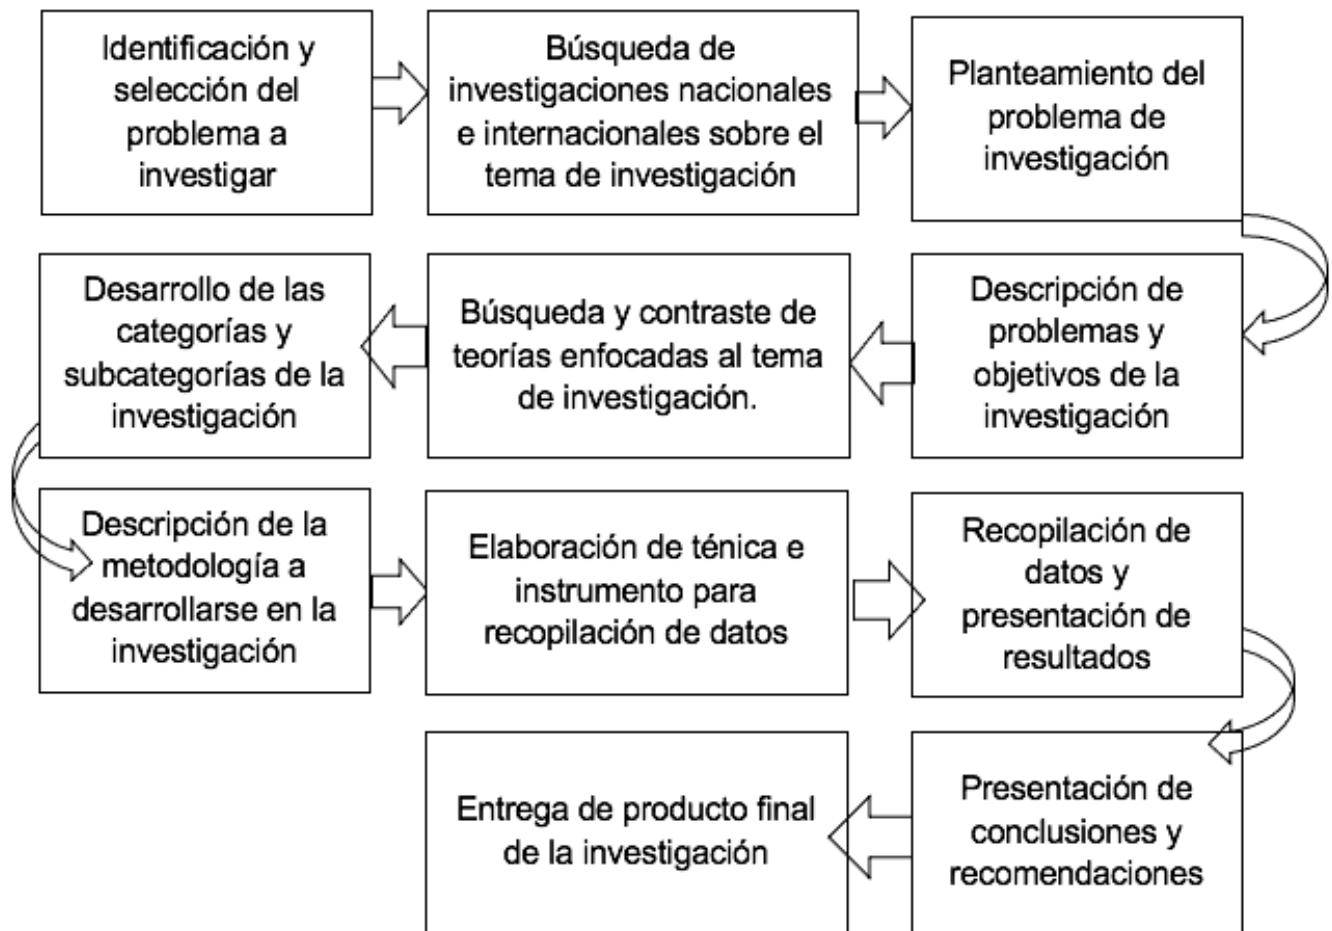 Identificación y
selección del
problema a
investigar
Búsqueda de
investigaciones nacionales
e internacionales sobre el
tema de investigación
Planteamiento del
problema de
investigación
Descripción de
problemas y
objetivos de la
investigación
Búsqueda y contraste de
teorías enfocadas al tema
de investigación.
Desarrollo de las
categorías y
subcategorías de la
investigación
Descripción de la
metodología a
desarrollarse en la
investigación
Elaboración de ténica e
instrumento para
recopilación de datos
Recopilación de
datos y
presentación de
resultados
Presentación de
conclusiones y
recomendaciones
Entrega de producto final
de la investigación